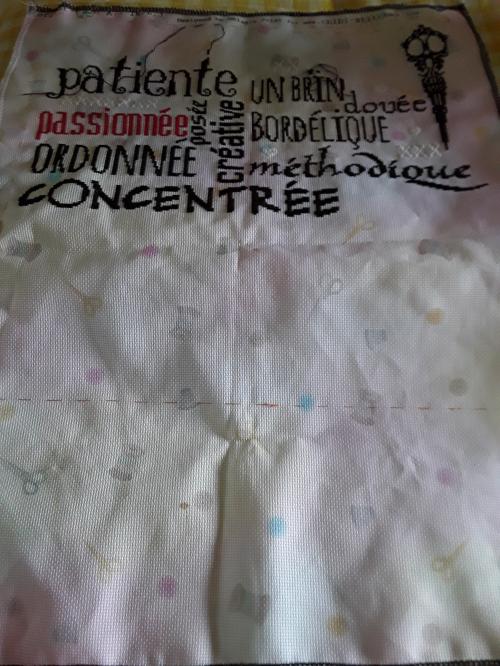 patiente
UN BRIN
douée
passionnée
posée
créative
BORDÉLIQUE
ORDONNÉE
méthodique
CONCENTRÉE